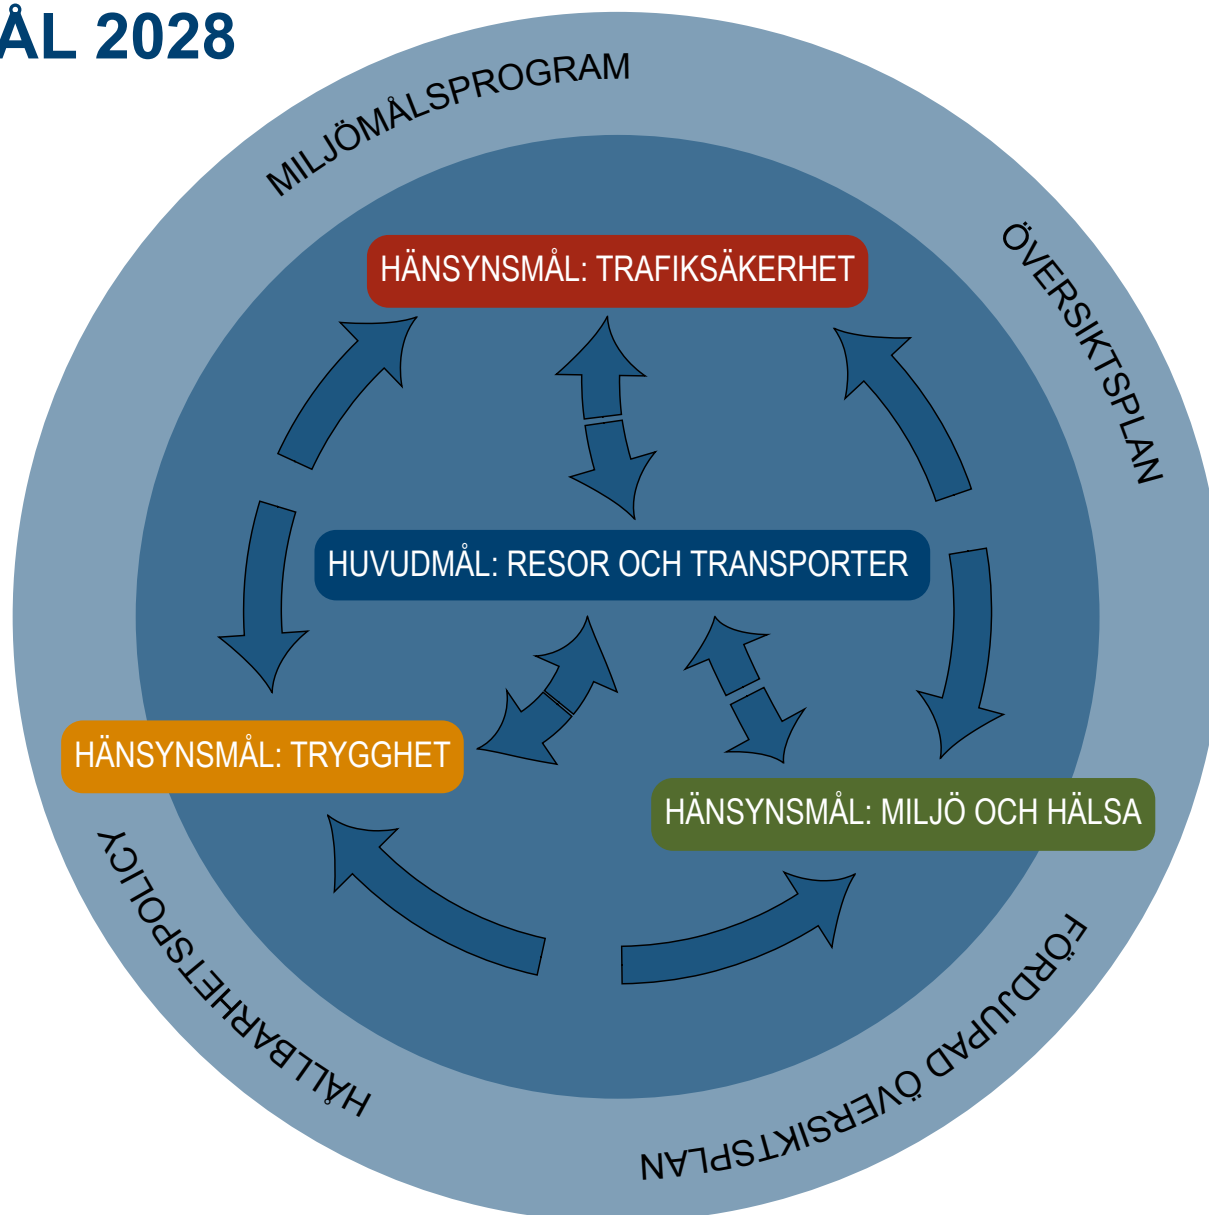 ÅL 2028
MILJÖMÅLSPROGRAM
ÖVERSIKTSPLAN
HÄNSYNSMÅL: TRAFIKSÄKERHET
HUVUDMÅL: RESOR OCH TRANSPORTER
HÄNSYNSMÅL: TRYGGHET
HÄNSYNSMÅL: MILJÖ OCH HÄLSA
HÅLLBARHETSPOLICY
FÖRDJUPAD ÖVERSIKTSPLAN